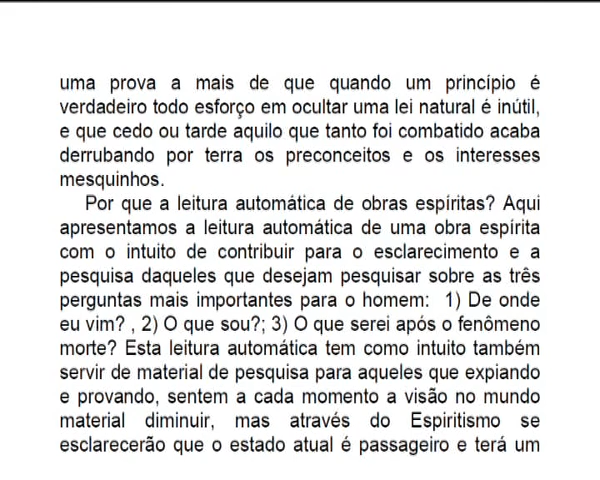 uma prova a mais de que quando um princípio é
verdadeiro todo esforço em ocultar uma lei natural é inútil,
e que cedo ou tarde aquilo que tanto foi combatido acaba
derrubando por terra os preconceitos e os interesses
mesquinhos.
Por que a leitura automática de obras espíritas? Aqui
apresentamos a leitura automática de uma obra espírita
com o intuito de contribuir para o esclarecimento e a
pesquisa daqueles que desejam pesquisar sobre as três
perguntas mais importantes para o homem: 1) De onde
eu vim? , 2) O que sou?; 3) O que serei após o fenômeno
morte? Esta leitura automática tem como intuito também
servir de material de pesquisa para aqueles que expiando
e provando, sentem a cada momento a visão no mundo
material diminuir, mas através do Espiritismo se
esclarecerão que o estado atual é passageiro e terá um